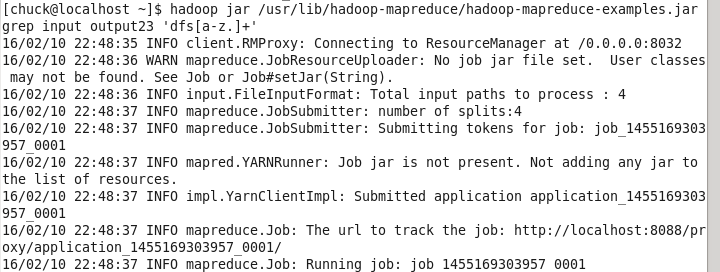 [chuck@localhost ~]$ hadoop jar /usr/lib/hadoop-mapreduce/hadoop-mapreduce-examples.jar
grep input output23 'dfs[a-z.]+'
16/02/10 22:48:35 INFO client.RMProxy: Connecting to ResourceManager at /0.0.0.0:8032
16/02/10 22:48:36 WARN mapreduce.JobResourceUploader: No job jar file set.  User classes
 may not be found. See Job or Job#setJar(String).
16/02/10 22:48:36 INFO input.FileInputFormat: Total input paths to process : 4
16/02/10 22:48:37 INFO mapreduce.JobSubmitter: number of splits:4
16/02/10 22:48:37 INFO mapreduce.JobSubmitter: Submitting tokens for job: job_1455169303
957_0001
16/02/10 22:48:37 INFO mapred.YARNRunner: Job jar is not present. Not adding any jar to
the list of resources.
16/02/10 22:48:37 INFO impl.YarnClientImpl: Submitted application application_1455169303
957_0001
16/02/10 22:48:37 INFO mapreduce.Job: The url to track the job: http://localhost:8088/pr
oxy/application_1455169303957_0001/
16/02/10 22:48:37 INFO mapreduce.Job: Running job: job_1455169303957_0001